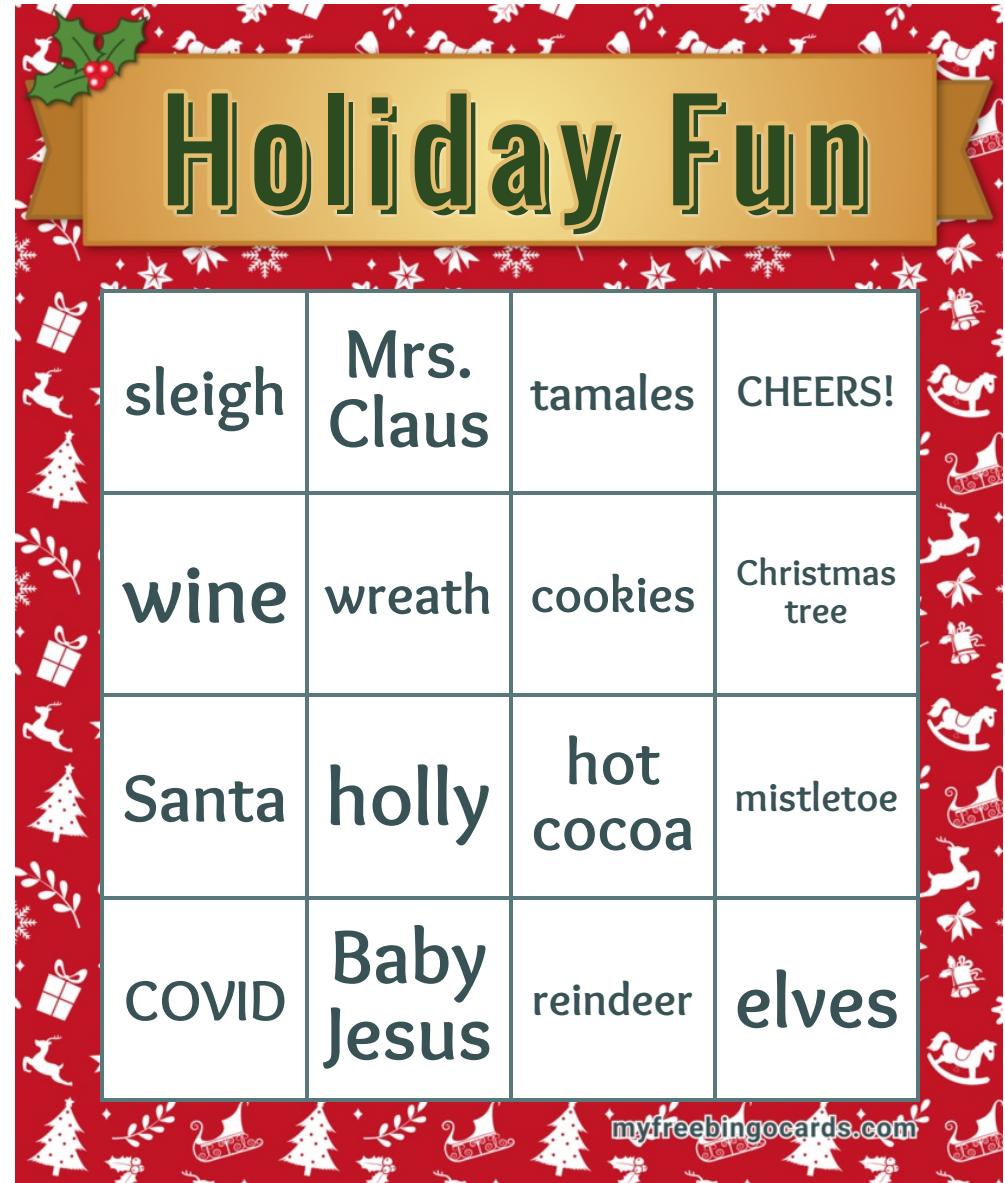 Holiday Fun
sleigh
Mrs.
Claus
tamales
CHEERS!
wine
wreath
cookies
Christmas
tree
Santa
holly
hot
cocoa
mistletoe
COVID
Baby
Jesus
reindeer
elves
myfreebingocards.com